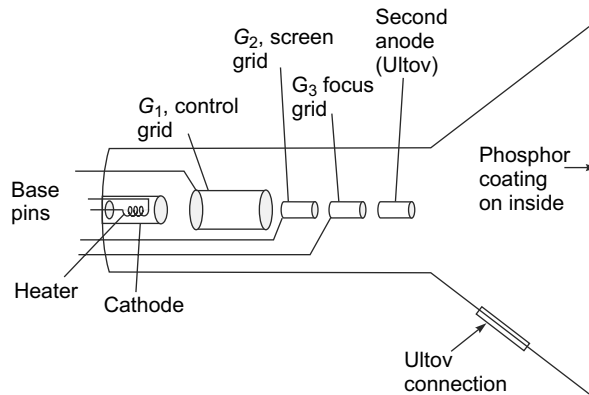 Second
anode
(Ultov)
G2, screen
grid
G3 focus
grid
G1, control
grid
Phosphor
coating
on inside
Base
pins
Heater
Cathode
Ultov
connection